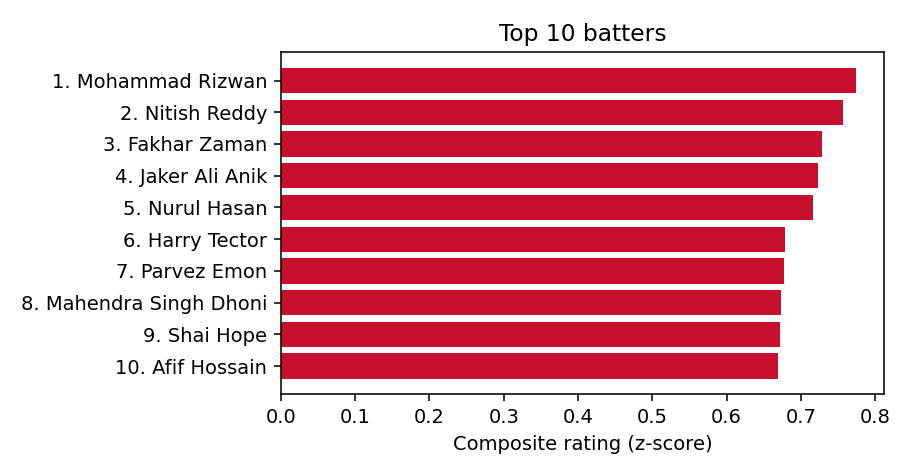 Top 10 batters
1. Mohammad Rizwan
2. Nitish Reddy
3. Fakhar Zaman
4. Jaker Ali Anik
5. Nurul Hasan
6. Harry Tector
7. Parvez Emon
8. Mahendra Singh Dhoni
9. Shai Hope
10. Afif Hossain
0.0 0.1 0.2 0.3 0.4 0.5 0.6 0.7 0.8
Composite rating (z-score)